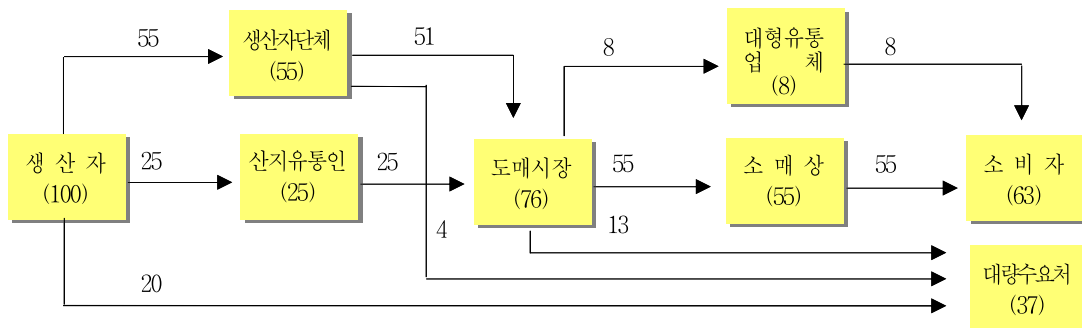 55
생산자단체
(55)
51
8
대형유통
업 체
(8)
8
생 산 자
(100)
25
산지유통인
(25)
25
도매시장
(76)
55
소 매 상
(55)
55
소 비 자
(63)
4
13
20
대량수요처
(37)